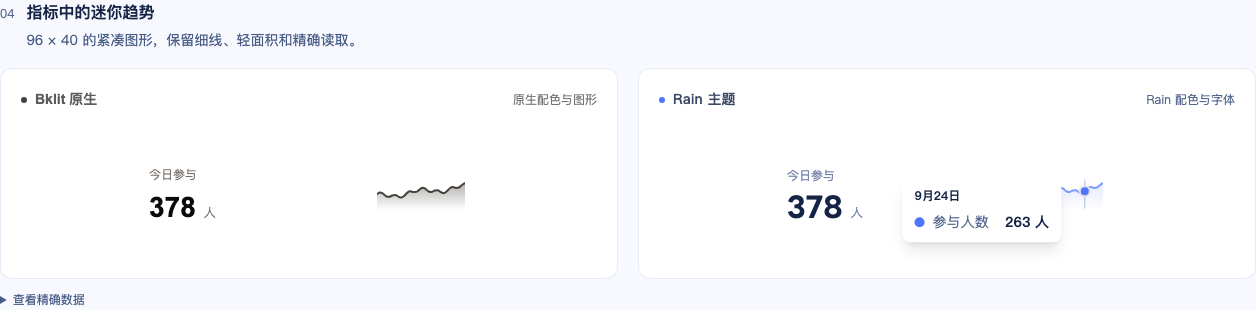 04 指标中的迷你趋势
96 × 40 的紧凑图形，保留细线、轻面积和精确读取。
Bklit 原生
原生配色与图形
今日参与
378 人
Rain 主题
Rain 配色与字体
今日参与
378 人
9月24日
参与人数 263 人
查看精确数据